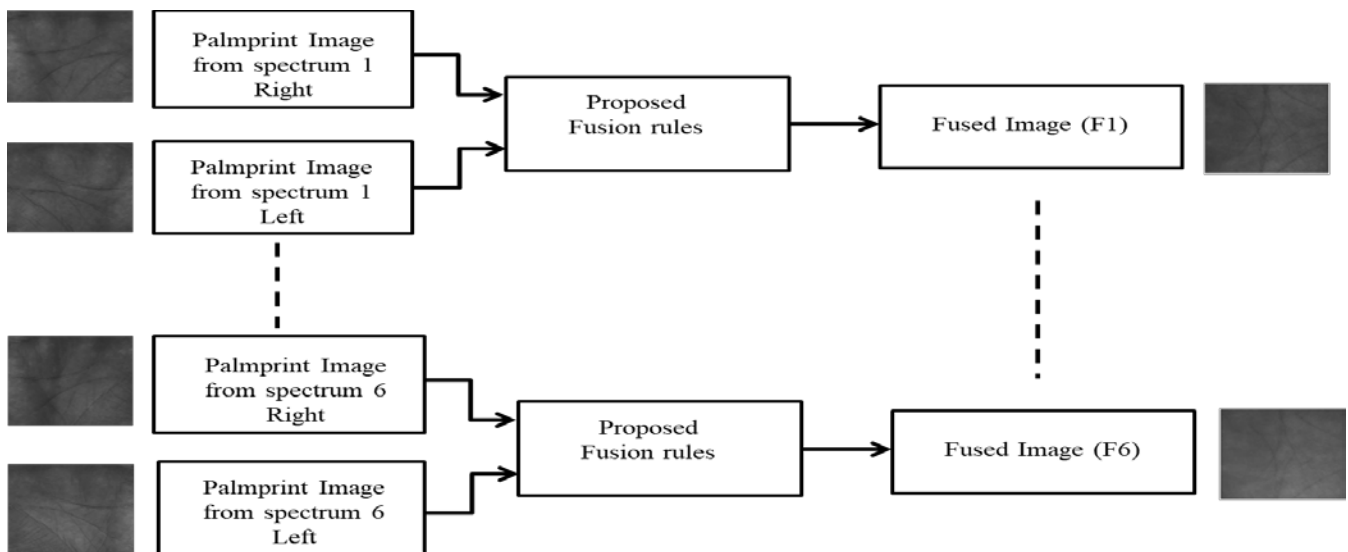 Palmprint Image
from spectrum 1
Right
Proposed
Fusion rules
Fused Image (F1)
Palmprint Image
from spectrum 1
Left
Palmprint Image
from spectrum 6
Right
Proposed
Fusion rules
Fused Image (F6)
Palmprint Image
from spectrum 6
Left